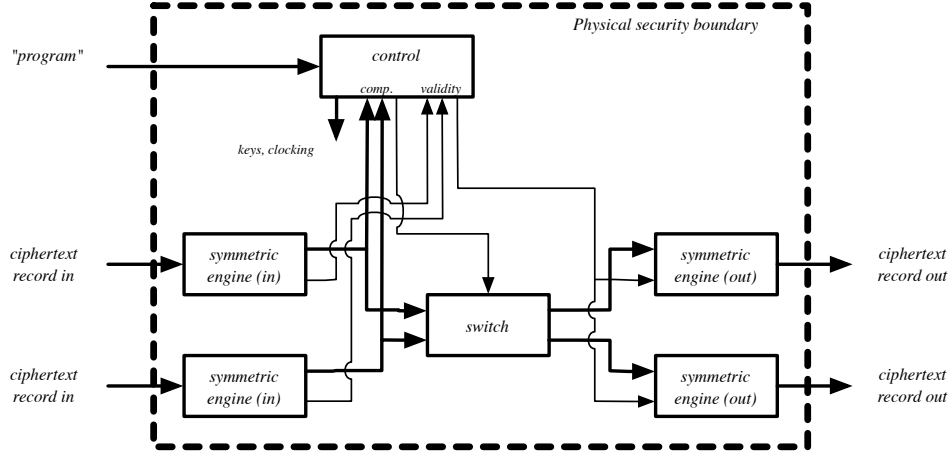 Physical security boundary
"program"
control
comp. validity
keys, clocking
ciphertext
record in
symmetric
engine (in)
symmetric
engine (out)
ciphertext
record out
switch
ciphertext
record in
symmetric
engine (in)
symmetric
engine (out)
ciphertext
record out